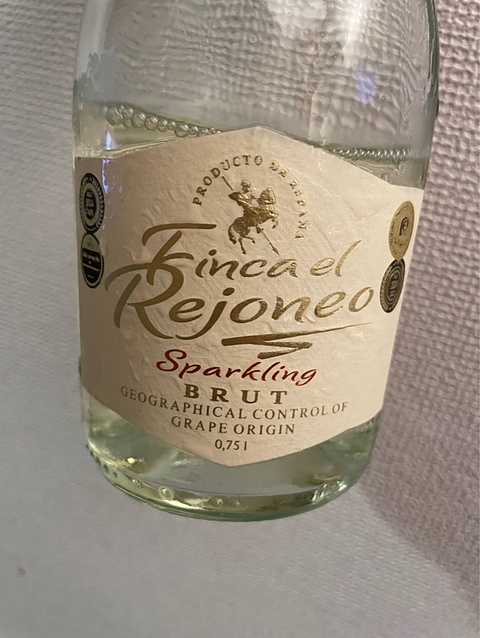 PRODUCTO DE ESPAÑA
Finca el
Rejoneo
Sparkling
BRUT
GEOGRAPHICAL CONTROL OF
GRAPE ORIGIN
0,75 l